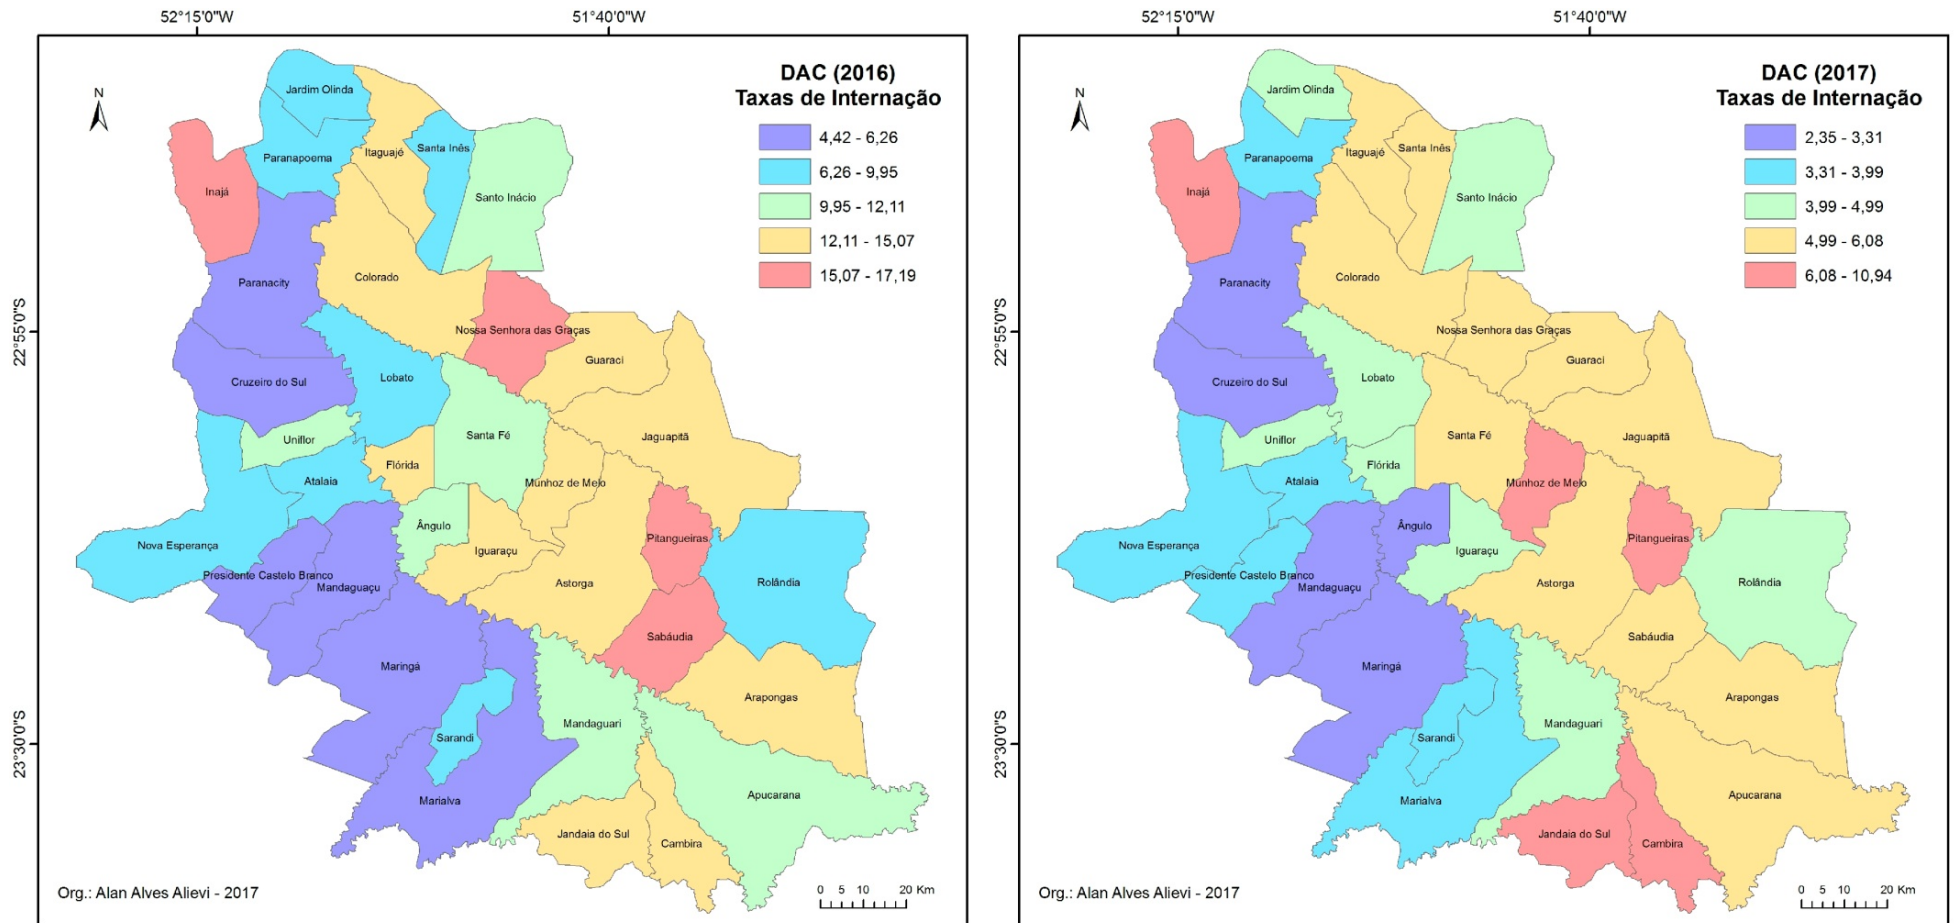 52°15'0"W
51°40'0"W
N
DAC (2016)
Taxas de Internação
4,42 - 6,26
6,26 - 9,95
9,95 - 12,11
12,11 - 15,07
15,07 - 17,19
Jardim Olinda
Paranapoema
Itaguajé
Santa Inês
Inajá
Santo Inácio
Paranacity
Colorado
22°55'0"S
Nossa Senhora das Graças
Guaraci
Cruzeiro do Sul
Lobato
Uniflor
Santa Fé
Jaguapitã
Flórida
Atalaia
Munhoz de Melo
Ângulo
Nova Esperança
Iguaraçu
Pitangueiras
Presidente Castelo Branco
Mandaguaçu
Astorga
Rolândia
Sabáudia
Maringá
Arapongas
Mandaguari
Sarandi
23°30'0"S
Marialva
Apucarana
Jandaia do Sul
Cambira
Org.: Alan Alves Alievi - 2017
0 5 10 20 Km
52°15'0"W
51°40'0"W
N
DAC (2017)
Taxas de Internação
2,35 - 3,31
3,31 - 3,99
3,99 - 4,99
4,99 - 6,08
6,08 - 10,94
Jardim Olinda
Paranapoema
Itaguajé
Santa Inês
Inajá
Santo Inácio
Paranacity
Colorado
22°55'0"S
Nossa Senhora das Graças
Guaraci
Cruzeiro do Sul
Lobato
Uniflor
Santa Fé
Jaguapitã
Flórida
Atalaia
Munhoz de Melo
Ângulo
Nova Esperança
Iguaraçu
Pitangueiras
Presidente Castelo Branco
Mandaguaçu
Astorga
Rolândia
Sabáudia
Maringá
Arapongas
Mandaguari
Sarandi
23°30'0"S
Marialva
Apucarana
Jandaia do Sul
Cambira
Org.: Alan Alves Alievi - 2017
0 5 10 20 Km